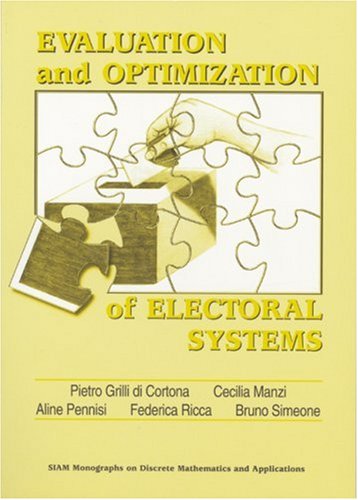 EVALUATION
and OPTIMIZATION
of ELECTORAL
SYSTEMS
Pietro Grilli di Cortona Cecilia Manzi
Aline Pennisi Federica Ricca Bruno Simeone
SIAM Monographs on Discrete Mathematics and Applications